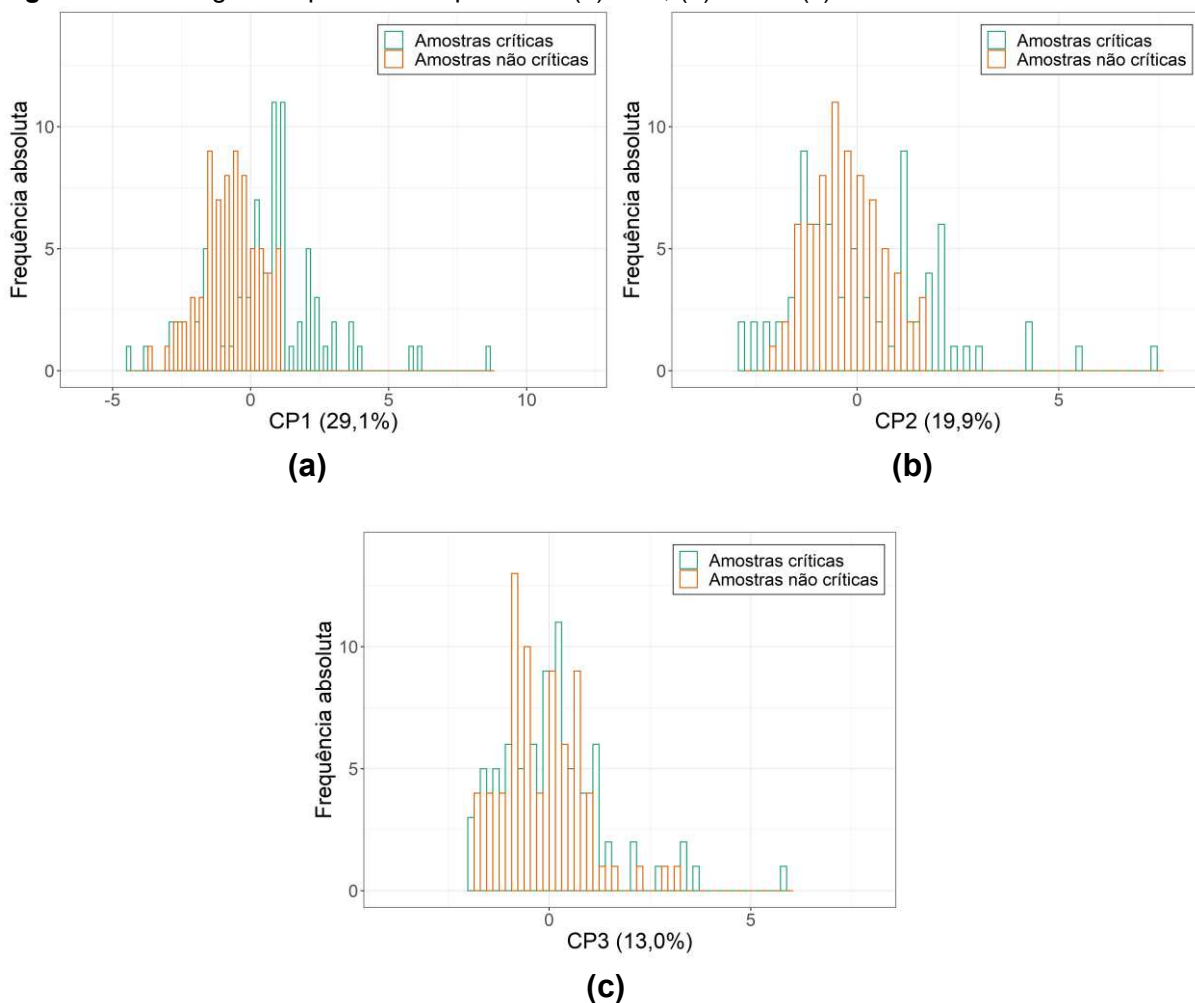 Amostras críticas
Amostras não críticas
10
5
0
Frequência absoluta
-5
0
5
10
CP1 (29,1%)
(a)
Amostras críticas
Amostras não críticas
10
5
0
Frequência absoluta
0
5
CP2 (19,9%)
(b)
Amostras críticas
Amostras não críticas
10
5
0
Frequência absoluta
0
5
CP3 (13,0%)
(c)